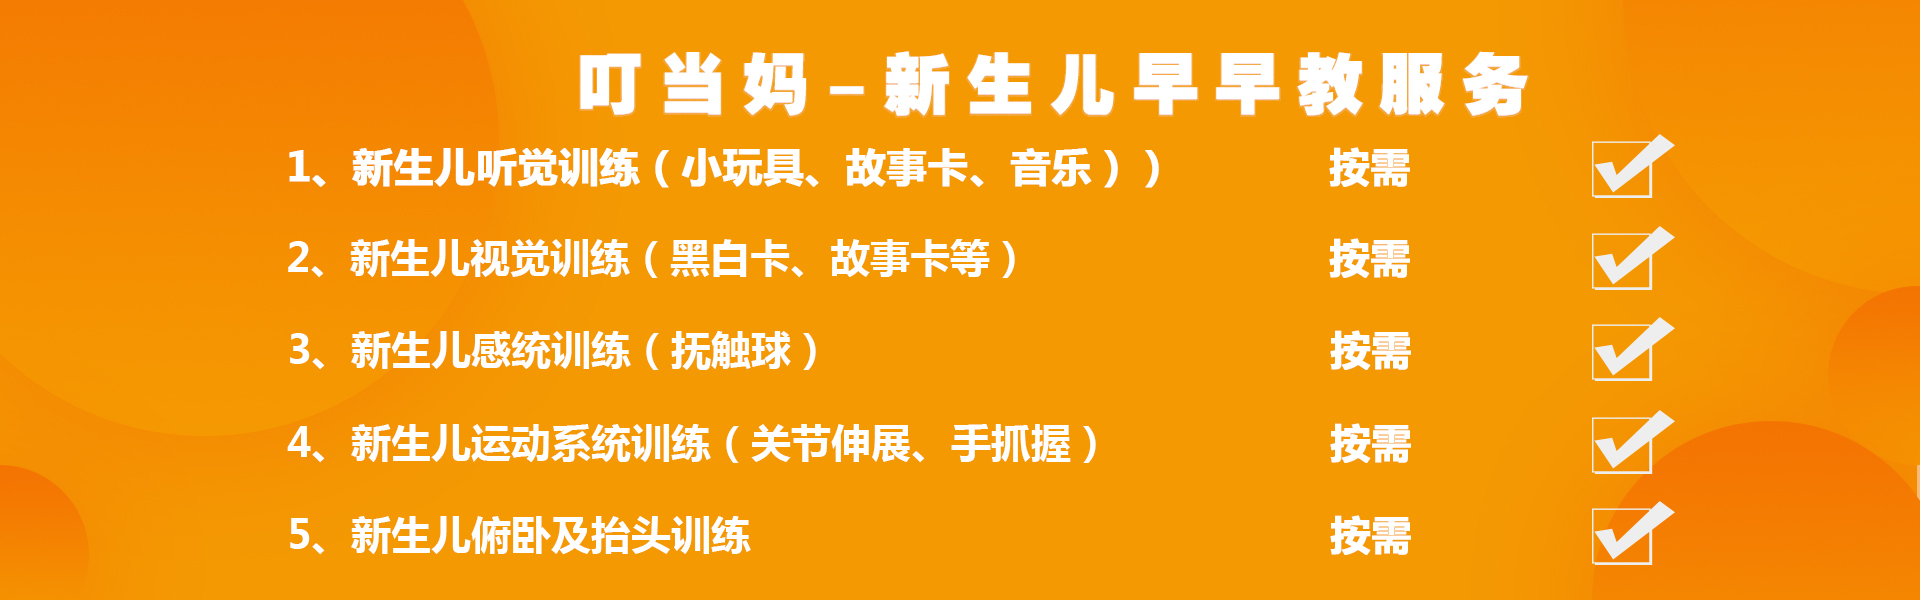 叮当妈–新生儿早早教服务
1、新生儿听觉训练（小玩具、故事卡、音乐）） 按需
2、新生儿视觉训练（黑白卡、故事卡等） 按需
3、新生儿感统训练（抚触球） 按需
4、新生儿运动系统训练（关节伸展、手抓握） 按需
5、新生儿俯卧及抬头训练 按需